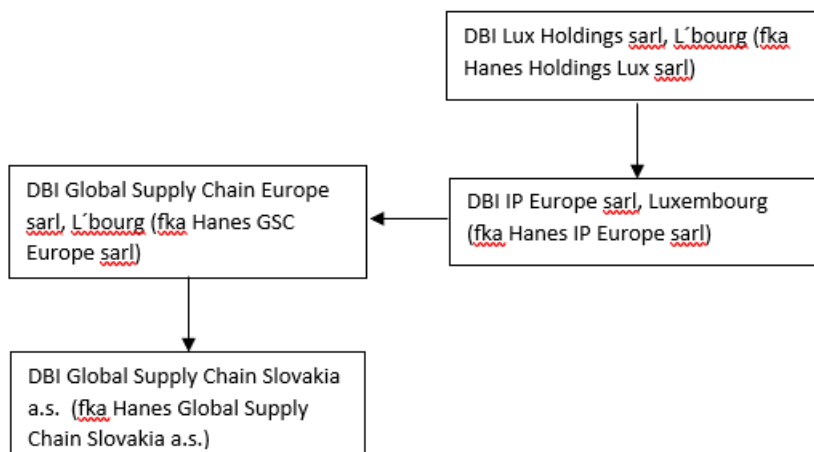 DBI Lux Holdings sarl, L´bourg (fka
Hanes Holdings Lux sarl)
DBI Global Supply Chain Europe
sarl, L´bourg (fka Hanes GSC
Europe sarl)
DBI IP Europe sarl, Luxembourg
(fka Hanes IP Europe sarl)
DBI Global Supply Chain Slovakia
a.s.  (fka Hanes Global Supply
Chain Slovakia a.s.)